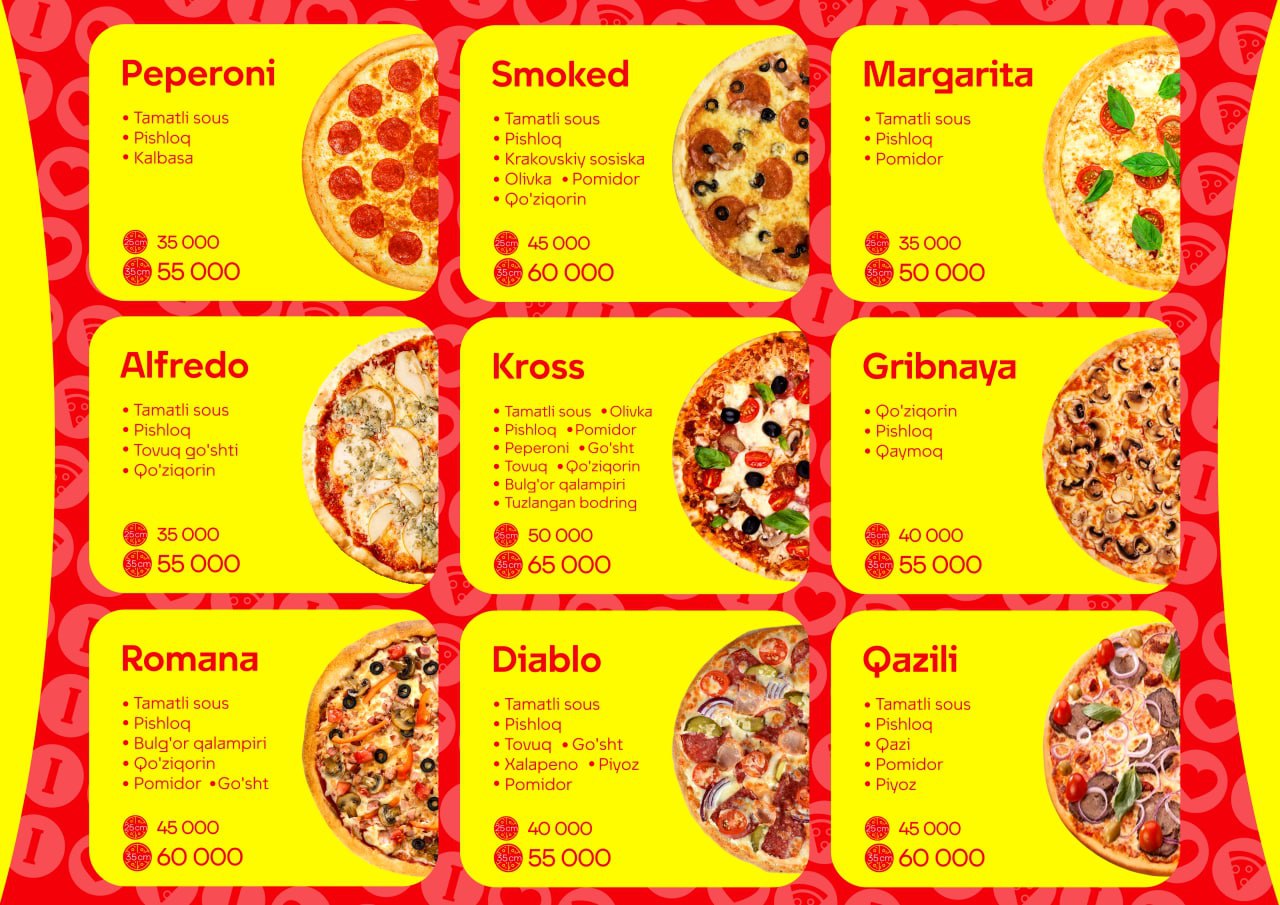 Peperoni
• Tamatli sous
• Pishloq
• Kalbasa
25cm 35 000
35cm 55 000
Smoked
• Tamatli sous
• Pishloq
• Krakovskiy sosiska
• Olivka • Pomidor
• Qo'ziqorin
25cm 45 000
35cm 60 000
Margarita
• Tamatli sous
• Pishloq
• Pomidor
25cm 35 000
35cm 50 000
Alfredo
• Tamatli sous
• Pishloq
• Tovuq go'shti
• Qo'ziqorin
25cm 35 000
35cm 55 000
Kross
• Tamatli sous • Olivka
• Pishloq • Pomidor
• Peperoni • Go'sht
• Tovuq • Qo'ziqorin
• Bulg'or qalampiri
• Tuzlangan bodring
25cm 50 000
35cm 65 000
Gribnaya
• Qo'ziqorin
• Pishloq
• Qaymoq
25cm 40 000
35cm 55 000
Romana
• Tamatli sous
• Pishloq
• Bulg'or qalampiri
• Qo'ziqorin
• Pomidor • Go'sht
25cm 45 000
35cm 60 000
Diablo
• Tamatli sous
• Pishloq
• Tovuq • Go'sht
• Xalapeno • Piyoz
• Pomidor
25cm 40 000
35cm 55 000
Qazili
• Tamatli sous
• Pishloq
• Qazi
• Pomidor
• Piyoz
25cm 45 000
35cm 60 000